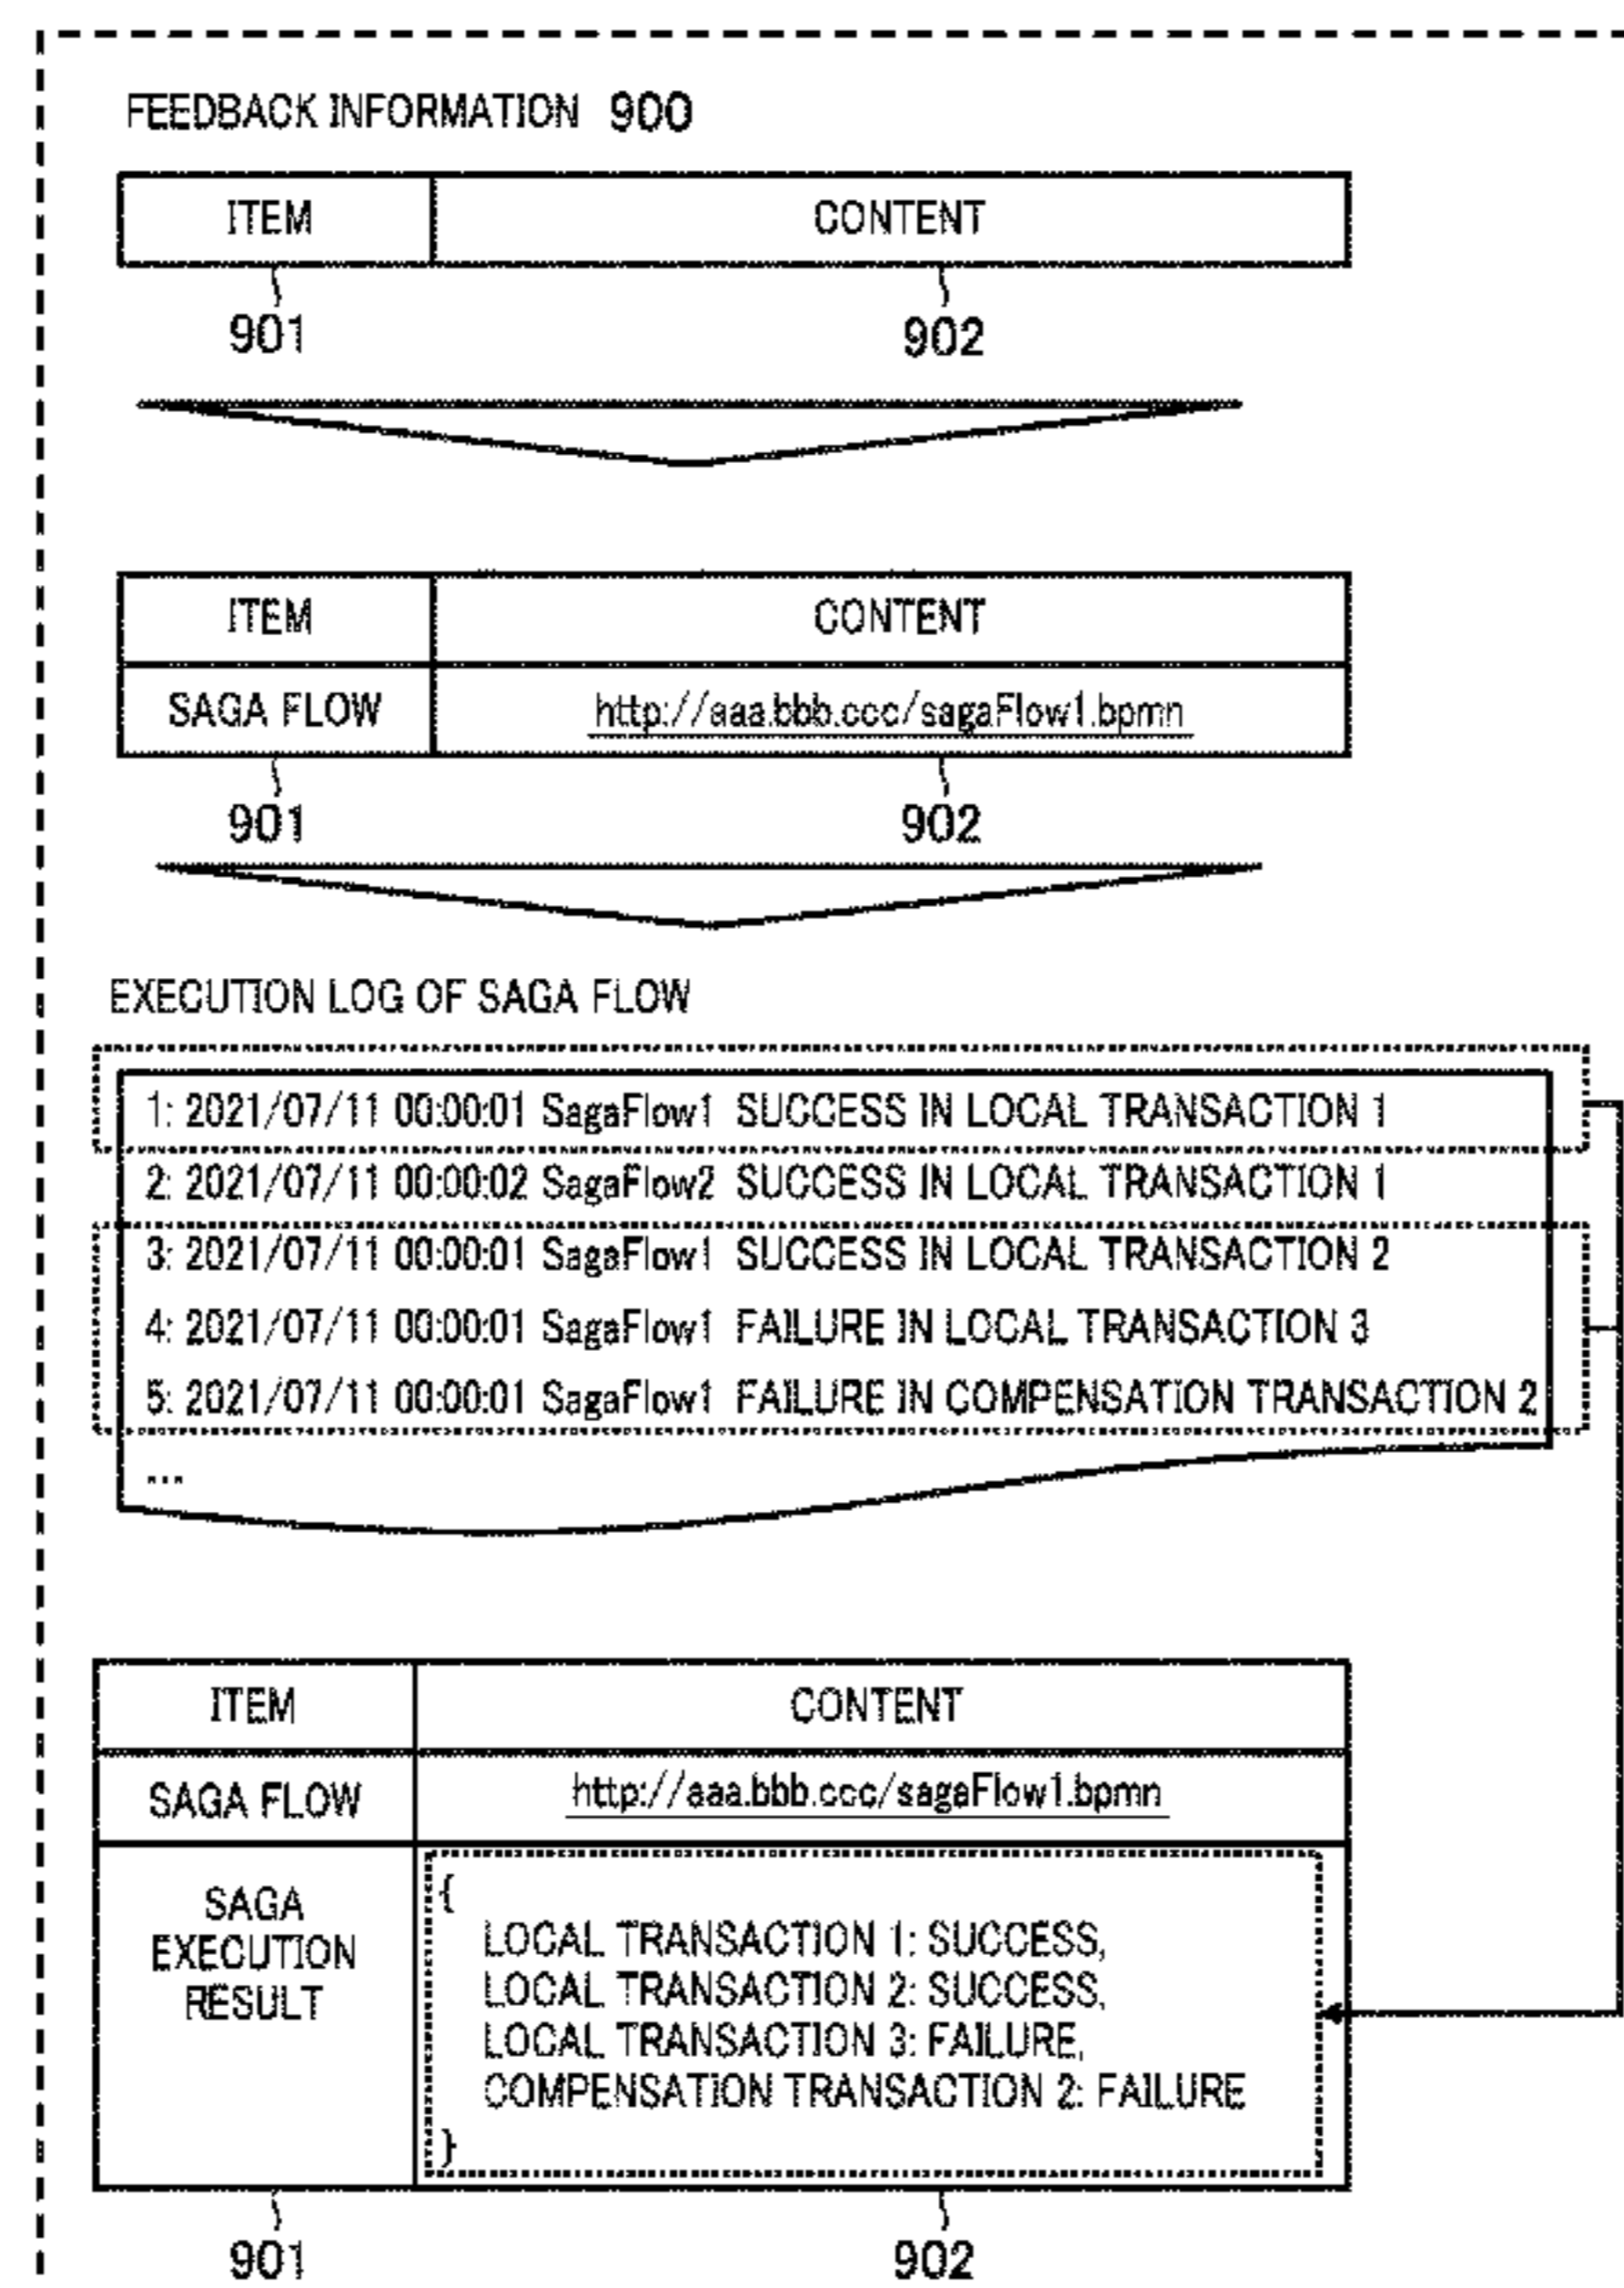 FEEDBACK INFORMATION 900
ITEM CONTENT
901 902
ITEM CONTENT
SAGA FLOW http://aaa.bbb.ccc/sagaFlow1.bpmn
901 902
EXECUTION LOG OF SAGA FLOW
1: 2021/07/11 00:00:01 SagaFlow1 SUCCESS IN LOCAL TRANSACTION 1
2: 2021/07/11 00:00:02 SagaFlow2 SUCCESS IN LOCAL TRANSACTION 1
3: 2021/07/11 00:00:01 SagaFlow1 SUCCESS IN LOCAL TRANSACTION 2
4: 2021/07/11 00:00:01 SagaFlow1 FAILURE IN LOCAL TRANSACTION 3
5: 2021/07/11 00:00:01 SagaFlow1 FAILURE IN COMPENSATION TRANSACTION 2
...
ITEM CONTENT
SAGA FLOW http://aaa.bbb.ccc/sagaFlow1.bpmn
SAGA
EXECUTION
RESULT
{
LOCAL TRANSACTION 1: SUCCESS,
LOCAL TRANSACTION 2: SUCCESS,
LOCAL TRANSACTION 3: FAILURE,
COMPENSATION TRANSACTION 2: FAILURE
}
901 902